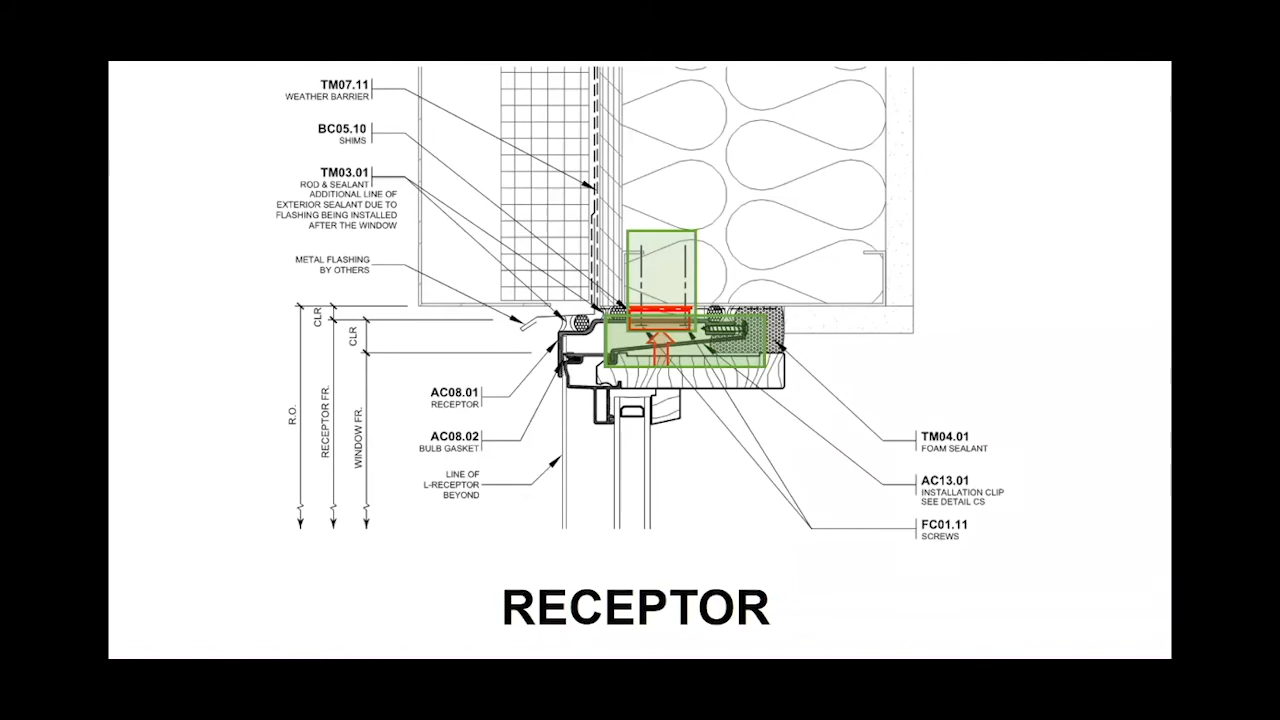 TM07.11
WEATHER BARRIER
BC05.10
SHIMS
TM03.01
ROD & SEALANT
ADDITIONAL LINE OF
EXTERIOR SEALANT DUE TO
FLASHING BEING INSTALLED
AFTER THE WINDOW
METAL FLASHING
BY OTHERS
CLR
CLR
R.O.
RECEPTOR FR.
WINDOW FR.
AC08.01
RECEPTOR
AC08.02
BULB GASKET
LINE OF
L-RECEPTOR
BEYOND
TM04.01
FOAM SEALANT
AC13.01
INSTALLATION CLIP
SEE DETAIL CS
FC01.11
SCREWS
RECEPTOR